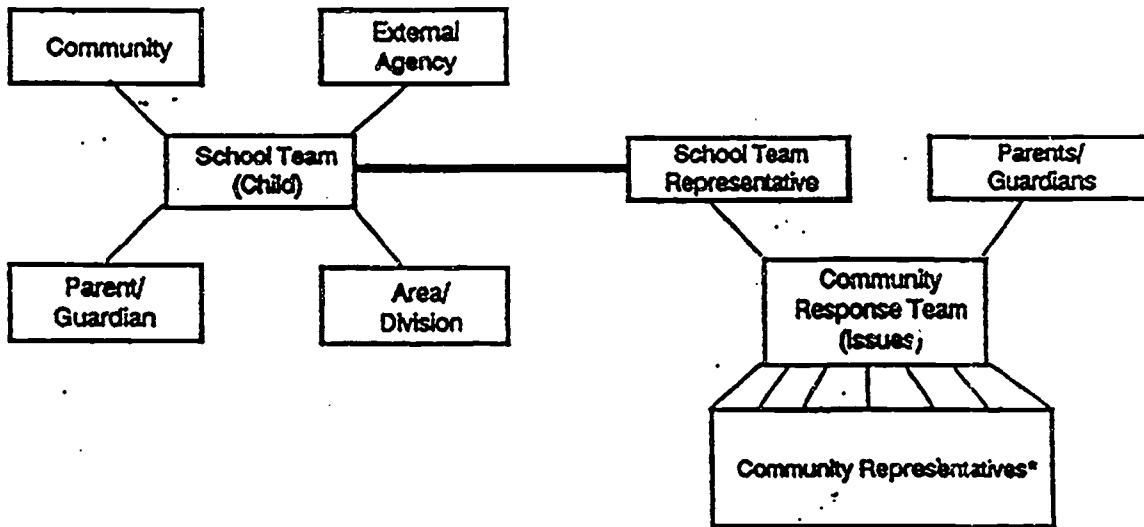 Community
External
Agency
School Team
(Child)
School Team
Representative
Parents/
Guardians
Parent/
Guardian
Area/
Division
Community
Response Team
(Issues)
Community Representatives*